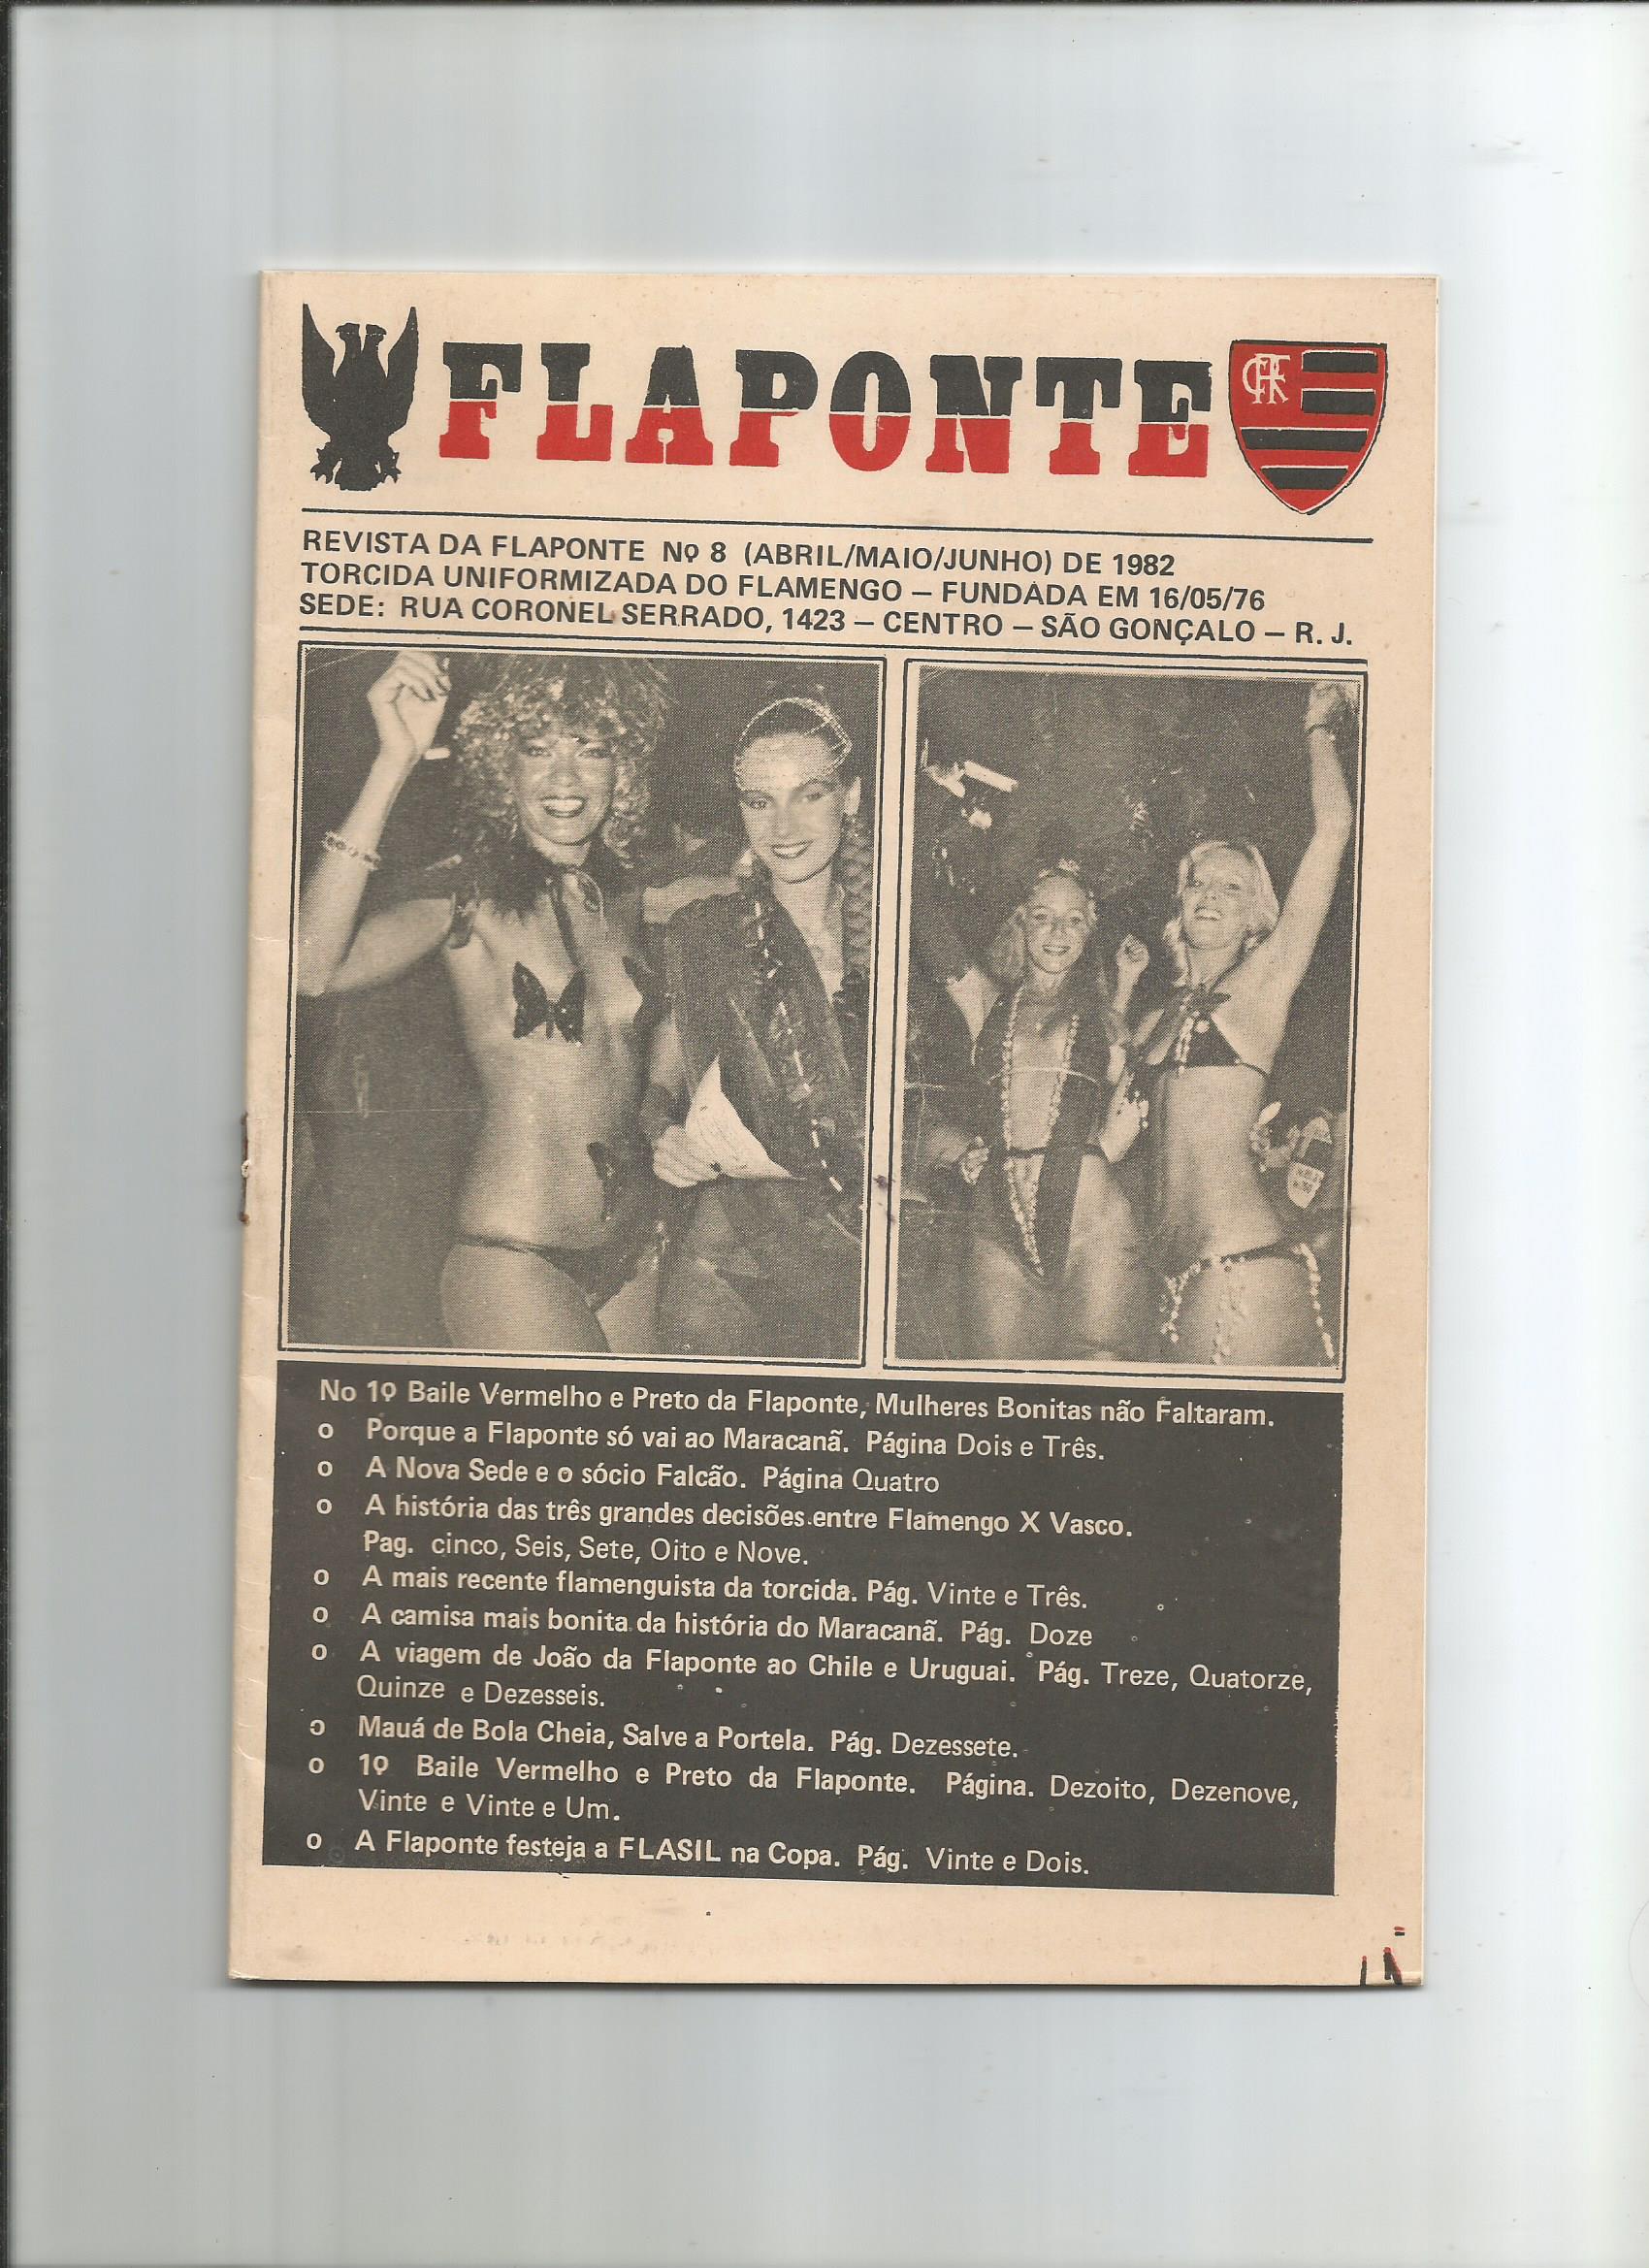 FLAPONTE
CRF
REVISTA DA FLAPONTE Nº 8 (ABRIL/MAIO/JUNHO) DE 1982
TORCIDA UNIFORMIZADA DO FLAMENGO – FUNDADA EM 16/05/76
SEDE: RUA CORONEL SERRADO, 1423 – CENTRO – SÃO GONÇALO – R. J.
No 1º Baile Vermelho e Preto da Flaponte, Mulheres Bonitas não Faltaram.
o Porque a Flaponte só vai ao Maracanã. Página Dois e Três.
o A Nova Sede e o sócio Falcão. Página Quatro
o A história das três grandes decisões entre Flamengo X Vasco.
Pag. cinco, Seis, Sete, Oito e Nove.
o A mais recente flamenguista da torcida. Pág. Vinte e Três.
o A camisa mais bonita da história do Maracanã. Pág. Doze
o A viagem de João da Flaponte ao Chile e Uruguai. Pág. Treze, Quatorze,
Quinze e Dezesseis.
o Mauá de Bola Cheia, Salve a Portela. Pág. Dezessete.
o 1º Baile Vermelho e Preto da Flaponte. Página. Dezoito, Dezenove,
Vinte e Vinte e Um.
o A Flaponte festeja a FLASIL na Copa. Pág. Vinte e Dois.